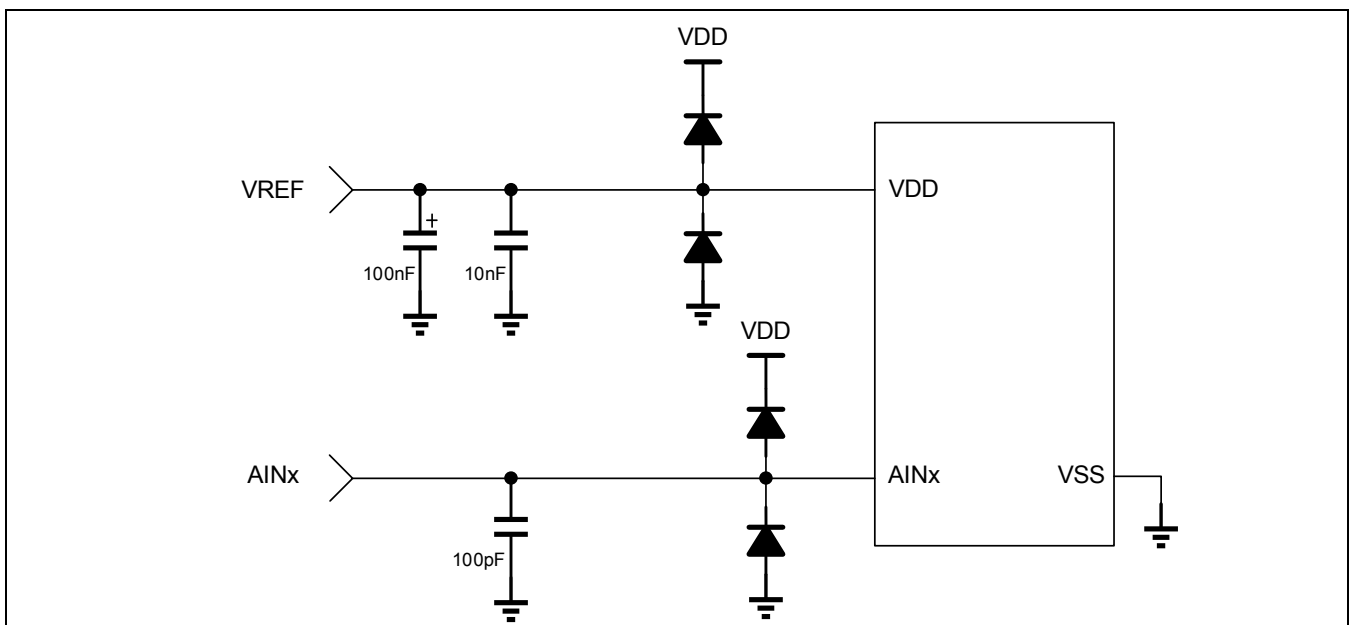 VDD
VREF
VDD
+
100nF
10nF
VDD
AINx
AINx
VSS
100pF